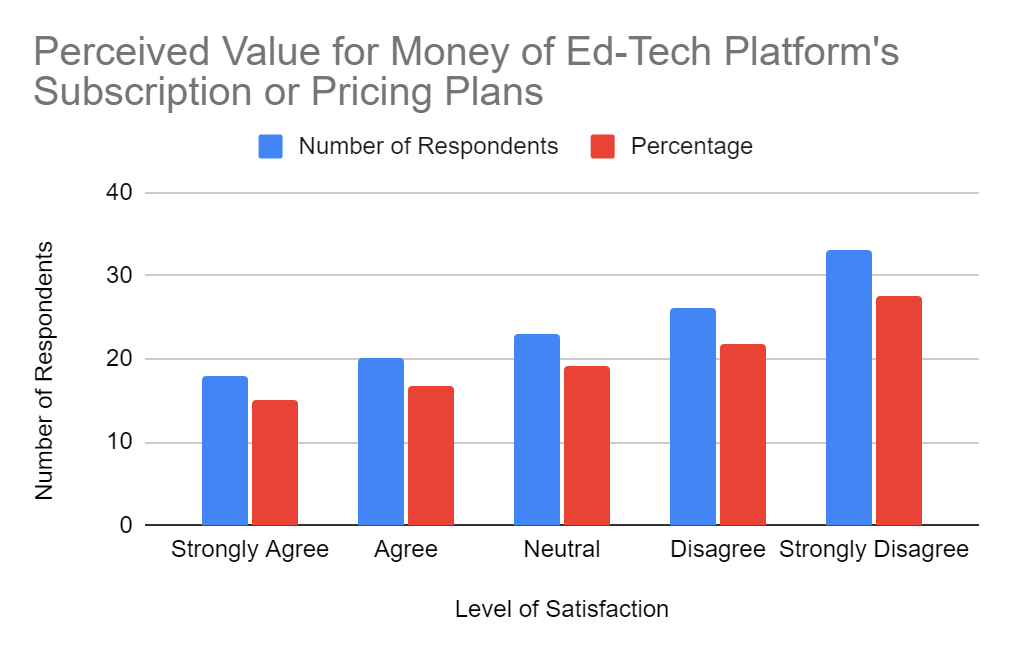 Perceived Value for Money of Ed-Tech Platform's
Subscription or Pricing Plans
Number of Respondents Percentage
Number of Respondents
40
30
20
10
0
Strongly Agree Agree Neutral Disagree Strongly Disagree
Level of Satisfaction